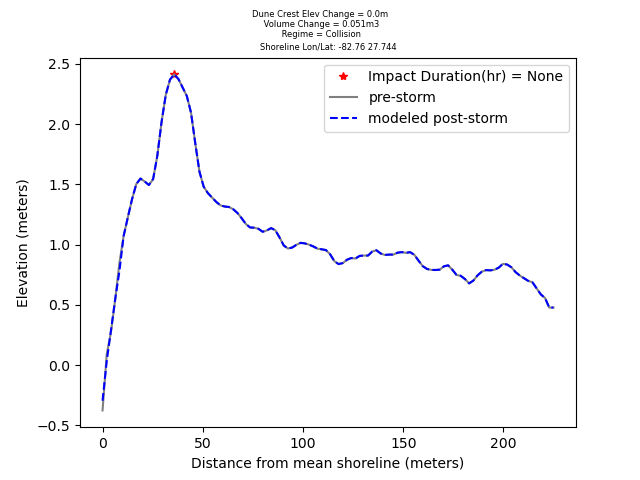 Dune Crest Elev Change = 0.0m
Volume Change = 0.051m3
Regime = Collision
Shoreline Lon/Lat: -82.76 27.744
Impact Duration(hr) = None
pre-storm
modeled post-storm
2.5
2.0
1.5
1.0
0.5
0.0
−0.5
Elevation (meters)
0 50 100 150 200
Distance from mean shoreline (meters)